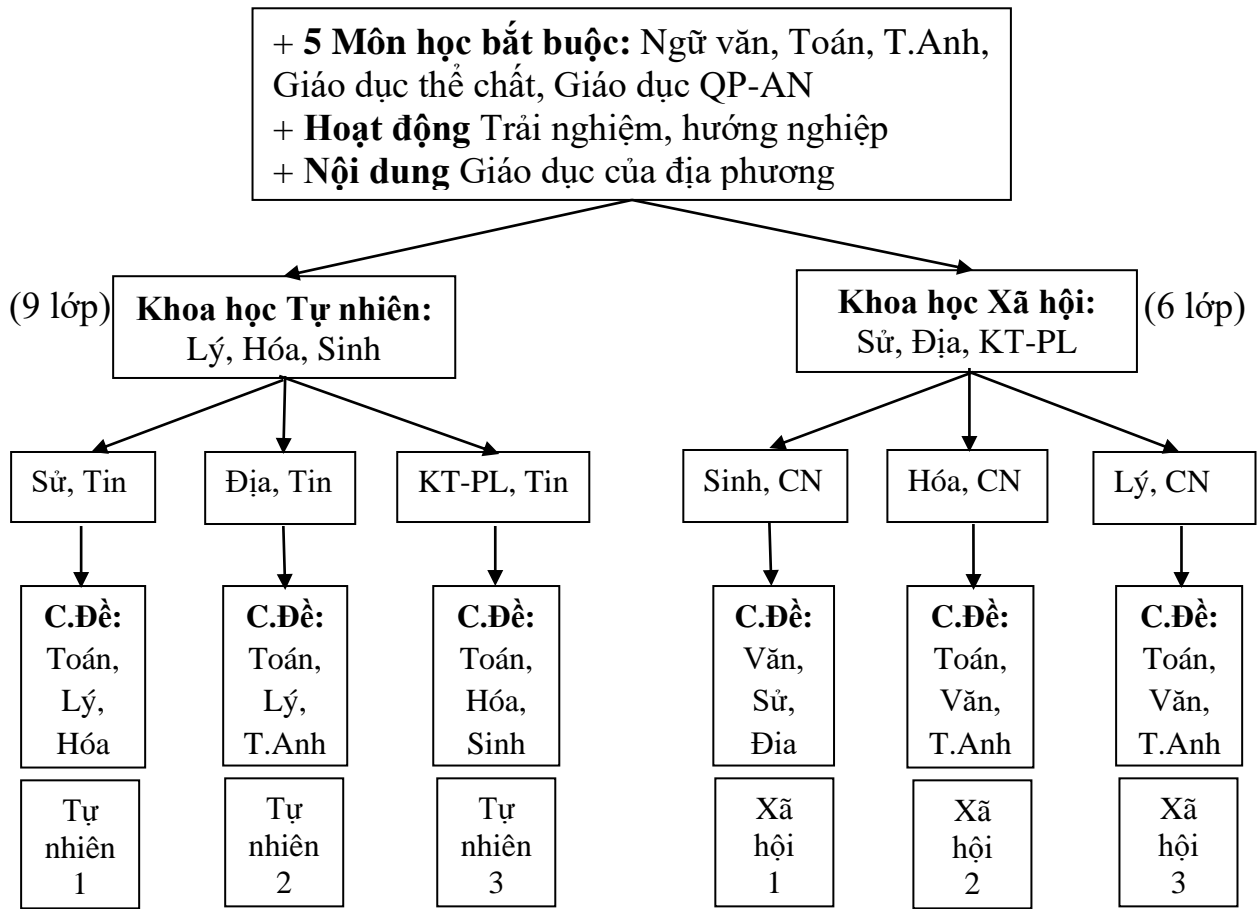 + 5 Môn học bắt buộc: Ngữ văn, Toán, T.Anh,
Giáo dục thể chất, Giáo dục QP-AN
+ Hoạt động Trải nghiệm, hướng nghiệp
+ Nội dung Giáo dục của địa phương
(9 lớp)
Khoa học Tự nhiên:
Lý, Hóa, Sinh
Khoa học Xã hội:
Sử, Địa, KT-PL
(6 lớp)
Sử, Tin
Địa, Tin
KT-PL, Tin
Sinh, CN
Hóa, CN
Lý, CN
C.Đề:
Toán,
Lý,
Hóa
C.Đề:
Toán,
Lý,
T.Anh
C.Đề:
Toán,
Hóa,
Sinh
C.Đề:
Văn,
Sử,
Đia
C.Đề:
Toán,
Văn,
T.Anh
C.Đề:
Toán,
Văn,
T.Anh
Tự
nhiên
1
Tự
nhiên
2
Tự
nhiên
3
Xã
hội
1
Xã
hội
2
Xã
hội
3